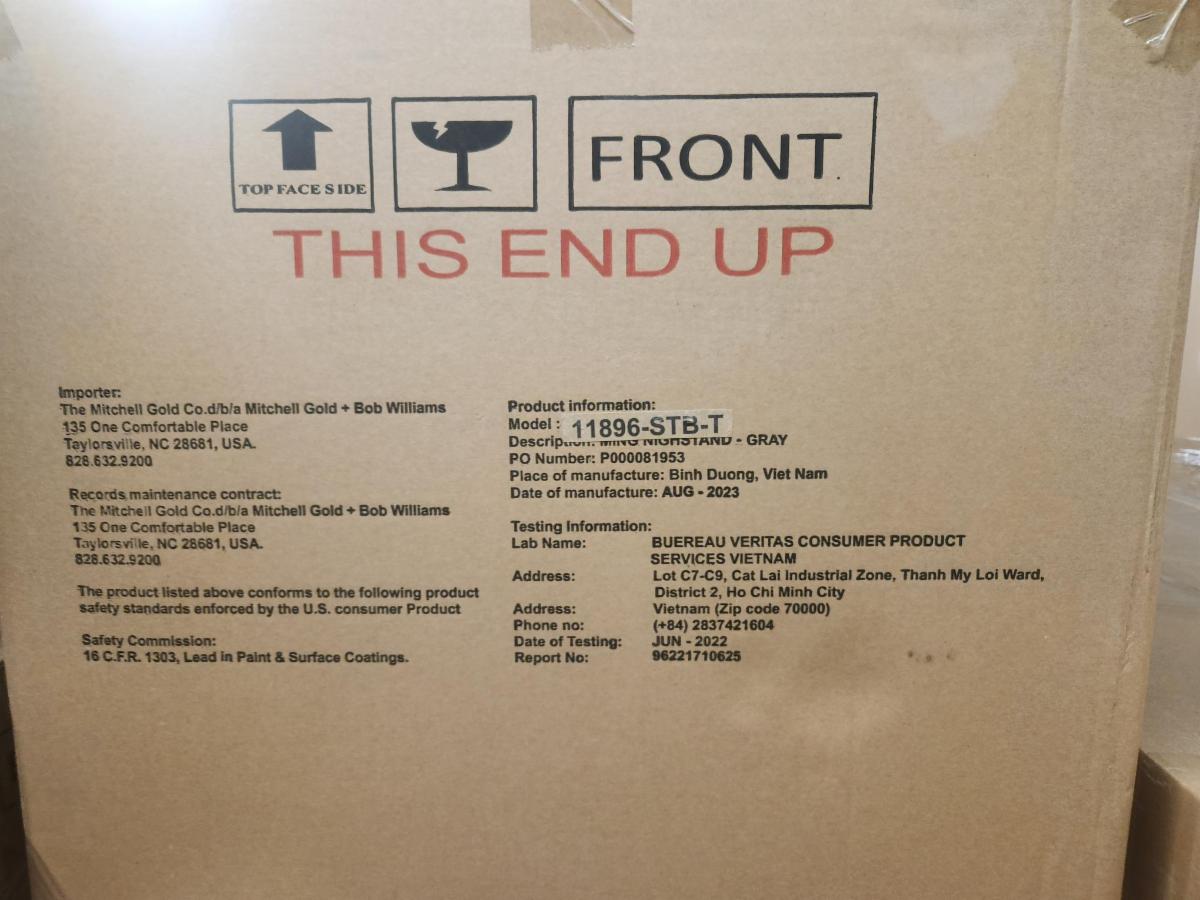 TOP FACE SIDE
FRONT
THIS END UP
Importer:
The Mitchell Gold Co.d/b/a Mitchell Gold + Bob Williams
135 One Comfortable Place
Taylorsville, NC 28681, USA.
828.632.9200
Records maintenance contract:
The Mitchell Gold Co.d/b/a Mitchell Gold + Bob Williams
135 One Comfortable Place
Taylorsville, NC 28681, USA.
828.632.9200
The product listed above conforms to the following product
safety standards enforced by the U.S. consumer Product
Safety Commission:
16 C.F.R. 1303, Lead in Paint & Surface Coatings.
Product information:
Model : 11896-STB-T
Description: MING NIGHSTAND - GRAY
PO Number: P000081953
Place of manufacture: Binh Duong, Viet Nam
Date of manufacture: AUG - 2023
Testing Information:
Lab Name: BUEREAU VERITAS CONSUMER PRODUCT
SERVICES VIETNAM
Address: Lot C7-C9, Cat Lai Industrial Zone, Thanh My Loi Ward,
District 2, Ho Chi Minh City
Address: Vietnam (Zip code 70000)
Phone no: (+84) 2837421604
Date of Testing: JUN - 2022
Report No: 96221710625